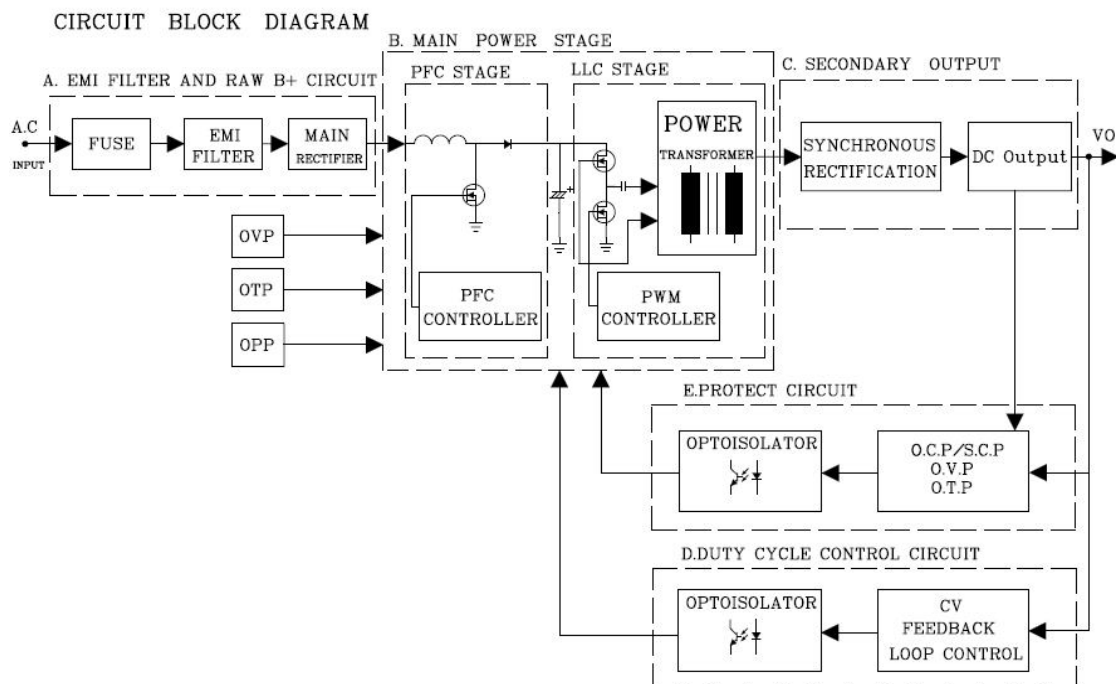 CIRCUIT BLOCK DIAGRAM
A. EMI FILTER AND RAW B+ CIRCUIT
A.C
INPUT
FUSE
EMI
FILTER
MAIN
RECTIFIER
B. MAIN POWER STAGE
PFC STAGE
PFC
CONTROLLER
LLC STAGE
POWER
TRANSFORMER
PWM
CONTROLLER
+
C. SECONDARY OUTPUT
SYNCHRONOUS
RECTIFICATION
DC Output
VO
OVP
OTP
OPP
E.PROTECT CIRCUIT
OPTOISOLATOR
O.C.P/S.C.P
O.V.P
O.T.P
D.DUTY CYCLE CONTROL CIRCUIT
OPTOISOLATOR
CV
FEEDBACK
LOOP CONTROL